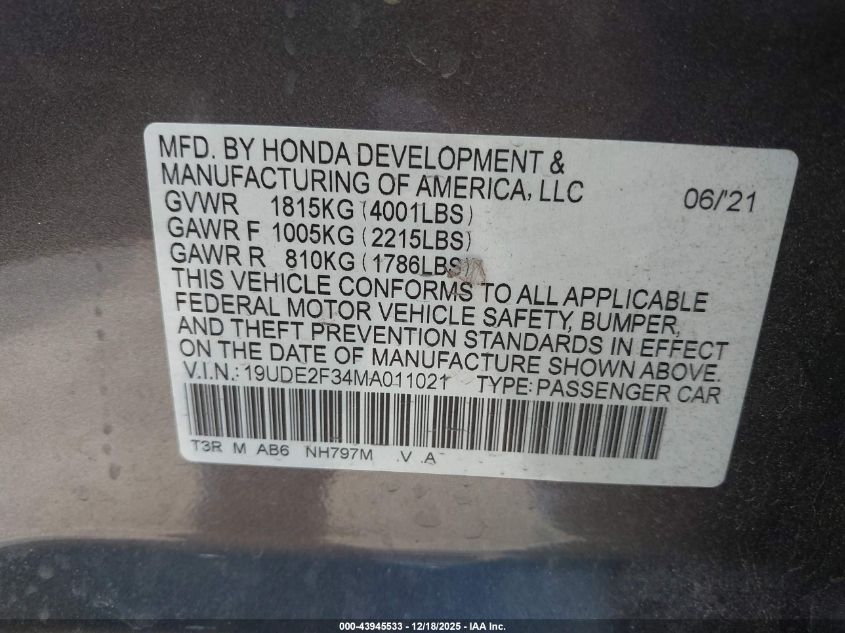 MFD. BY HONDA DEVELOPMENT &
MANUFACTURING OF AMERICA, LLC 06/'21
GVWR 1815KG (4001LBS)
GAWR F 1005KG (2215LBS)
GAWR R 810KG (1786LBS)
THIS VEHICLE CONFORMS TO ALL APPLICABLE
FEDERAL MOTOR VEHICLE SAFETY, BUMPER,
AND THEFT PREVENTION STANDARDS IN EFFECT
ON THE DATE OF MANUFACTURE SHOWN ABOVE.
V.I.N.: 19UDE2F34MA011021 TYPE: PASSENGER CAR
T3R M AB6 NH797M .V .A
000-43945533 - 12/18/2025 - IAA Inc.